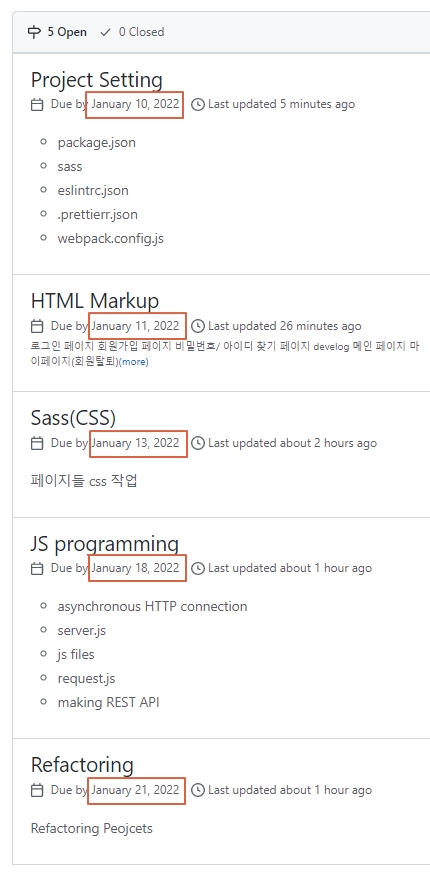 5 Open 0 Closed
Project Setting
Due by January 10, 2022 Last updated 5 minutes ago
package.json
sass
eslintrc.json
.prettierr.json
webpack.config.js
HTML Markup
Due by January 11, 2022 Last updated 26 minutes ago
로그인 페이지 회원가입 페이지 비밀번호/ 아이디 찾기 페이지 develog 메인 페이지 마
이페이지(회원탈퇴)(more)
Sass(CSS)
Due by January 13, 2022 Last updated about 2 hours ago
페이지들 css 작업
JS programming
Due by January 18, 2022 Last updated about 1 hour ago
asynchronous HTTP connection
server.js
js files
request.js
making REST API
Refactoring
Due by January 21, 2022 Last updated about 1 hour ago
Refactoring Peojcets